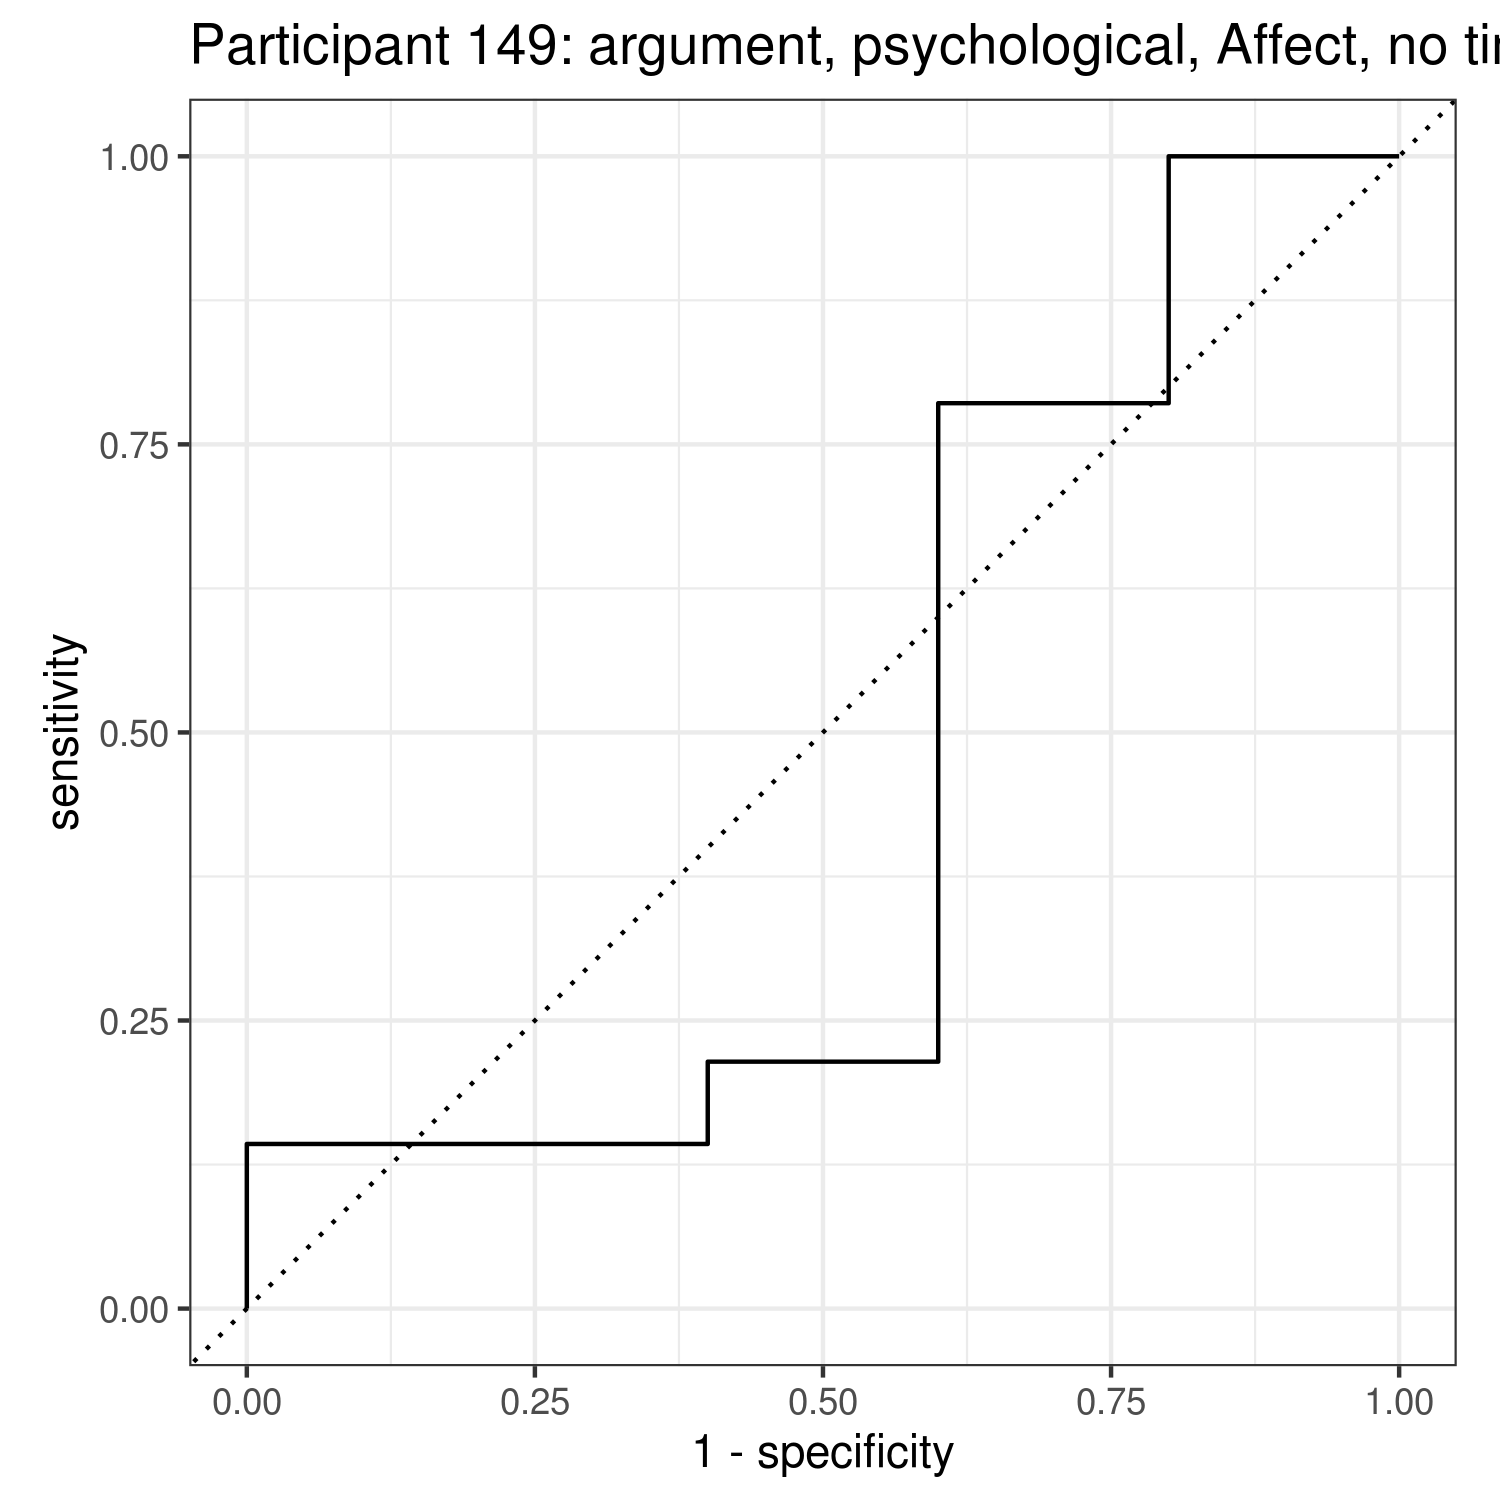 Participant 149: argument, psychological, Affect, no
1.00
0.75
0.50
0.25
0.00
sensitivity
0.00 0.25 0.50 0.75 1.00
1 - specificity